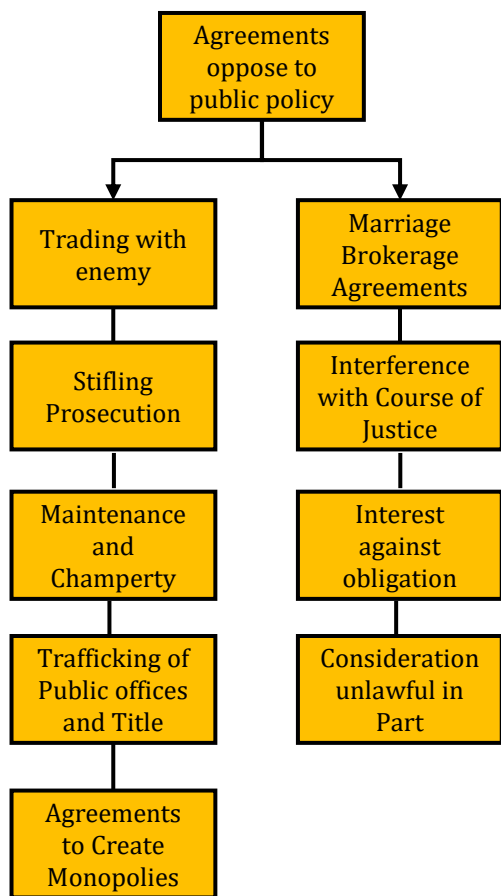 Agreements
oppose to
public policy
Trading with
enemy
Stifling
Prosecution
Maintenance
and
Champerty
Trafficking of
Public offices
and Title
Agreements
to Create
Monopolies
Marriage
Brokerage
Agreements
Interference
with Course of
Justice
Interest
against
obligation
Consideration
unlawful in
Part